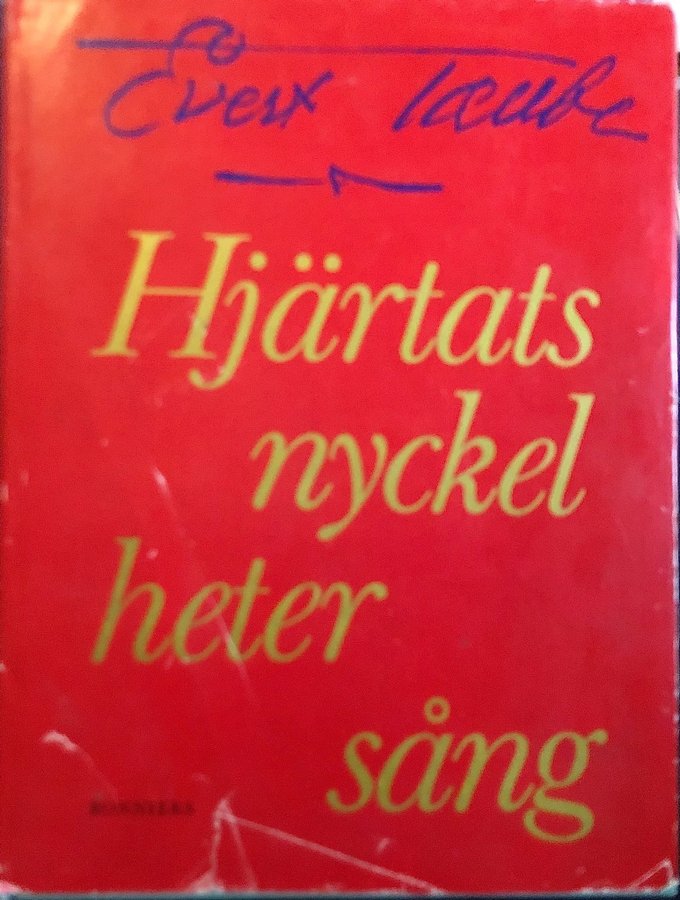 Evert Taube
Hjärtats
nyckel
heter
sång
BONNIERS